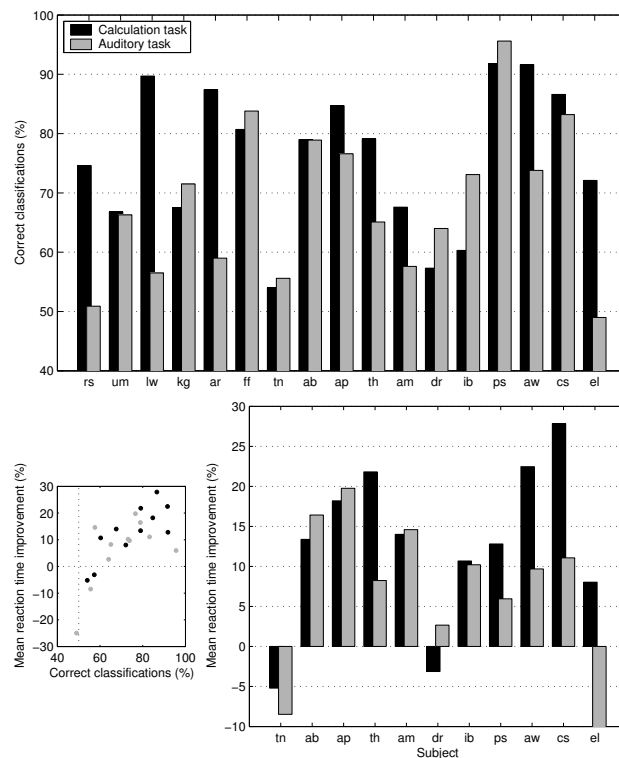 100
90
80
70
60
50
40
Correct classifications (%)
Calculation task
Auditory task
rs um lw kg ar ff tn ab ap th am dr ib ps aw cs el
30
20
10
0
−10
−20
−30
Mean reaction time improvement (%)
40 60 80 100
Correct classifications (%)
30
25
20
15
10
5
0
−5
−10
Mean reaction time improvement (%)
tn ab ap th am dr ib ps aw cs el
Subject